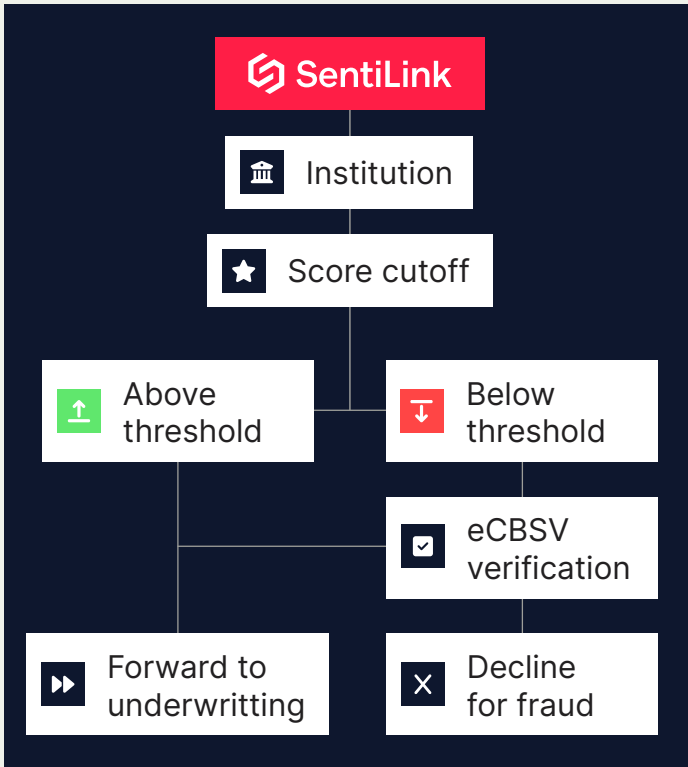 SentiLink
Institution
Score cutoff
Above
threshold
Below
threshold
eCBSV
verification
Forward to
underwritting
Decline
for fraud